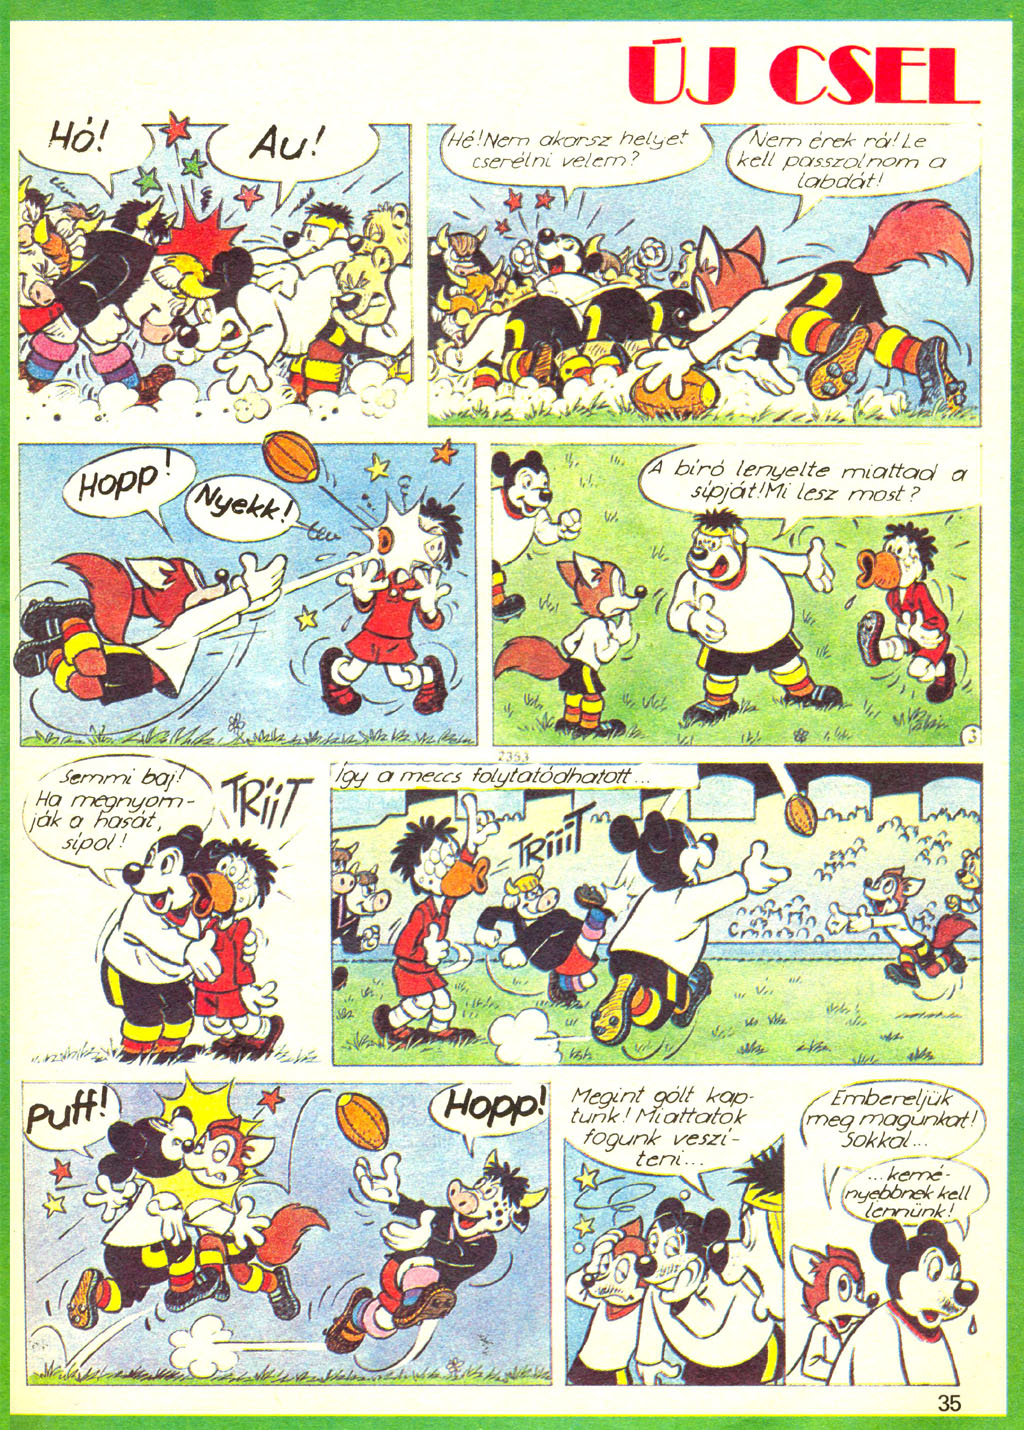 ÚJ CSEL
Hó!
Au!
Hé! Nem akarsz helyet
cserélni velem?
Nem érek rá! Le
kell passzolnom a
labdát!
Hopp!
Nyekk!
A bíró lenyelte miattad a
sípját! Mi lesz most?
3
Semmi baj!
Ha megnyom-
ják a hasát,
sípol!
TRiiT
2353
Így a meccs folytatódhatott...
TRiiiT
Puff!
Hopp!
Megint gólt kap-
tunk! Miattatok
fogunk veszí-
teni...
Embereljük
meg magunkat!
Sokkal...
...kemé-
nyebbnek kell
lennünk!
35